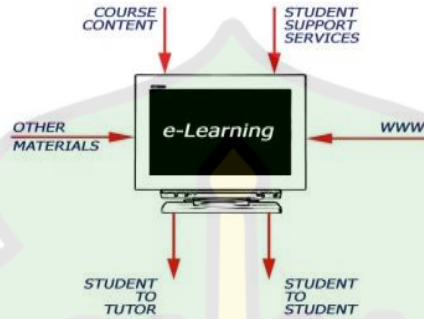 COURSE
CONTENT
STUDENT
SUPPORT
SERVICES
OTHER
MATERIALS
e-Learning
WWW
STUDENT
TO
TUTOR
STUDENT
TO
STUDENT